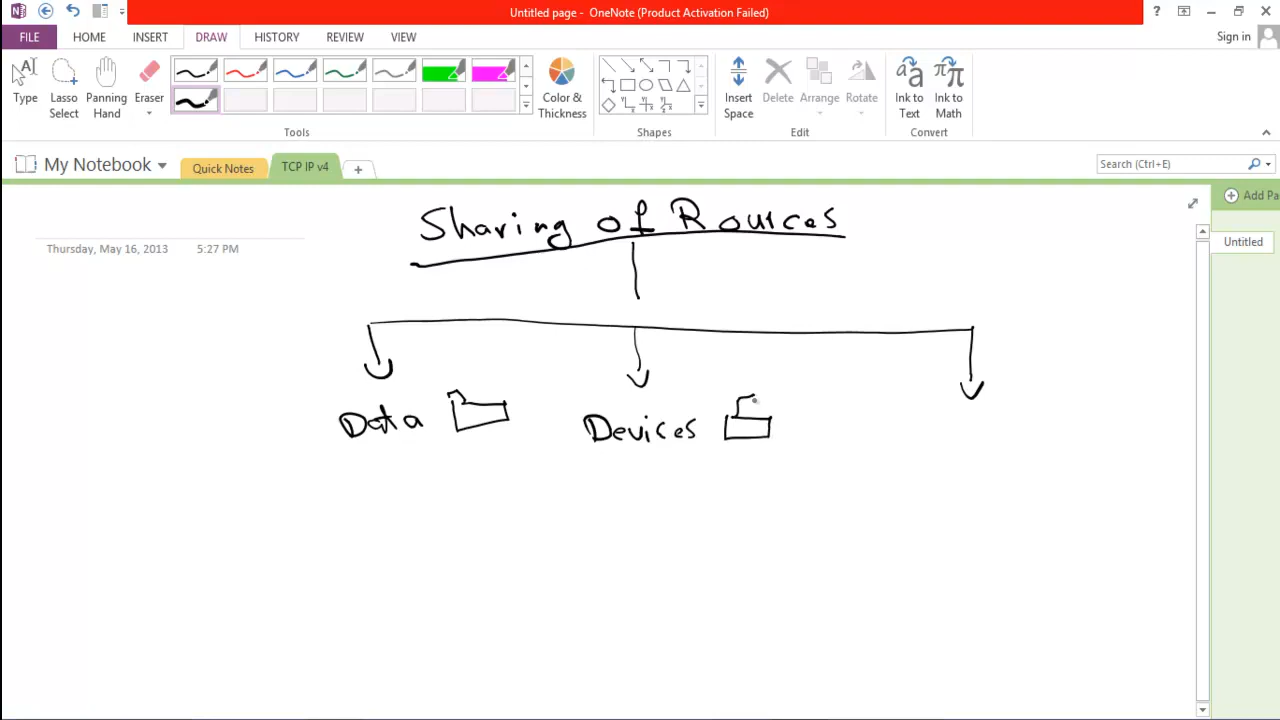 Untitled page - OneNote (Product Activation Failed)
FILE HOME INSERT DRAW HISTORY REVIEW VIEW Sign in
Type Lasso Select Panning Hand Eraser Color & Thickness Insert Space Delete Arrange Rotate Ink to Text Ink to Math
Tools Shapes Edit Convert
My Notebook Quick Notes TCP IP v4 Search (Ctrl+E)
Add Pa
Untitled
Sharing of Rources
Thursday, May 16, 2013 5:27 PM
Data Devices